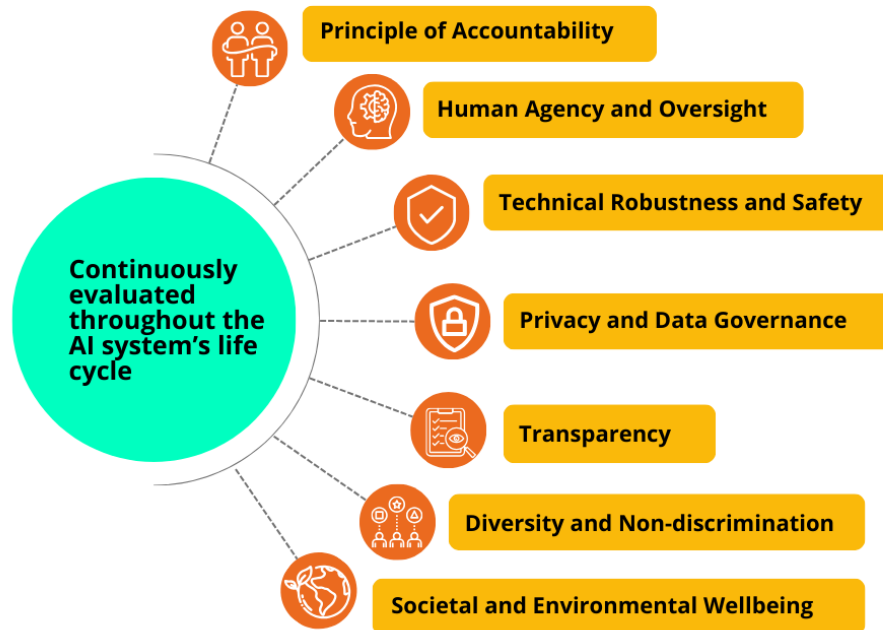 Principle of Accountability
Human Agency and Oversight
Technical Robustness and Safety
Continuously
evaluated
throughout the
AI system’s life
cycle
Privacy and Data Governance
Transparency
Diversity and Non-discrimination
Societal and Environmental Wellbeing